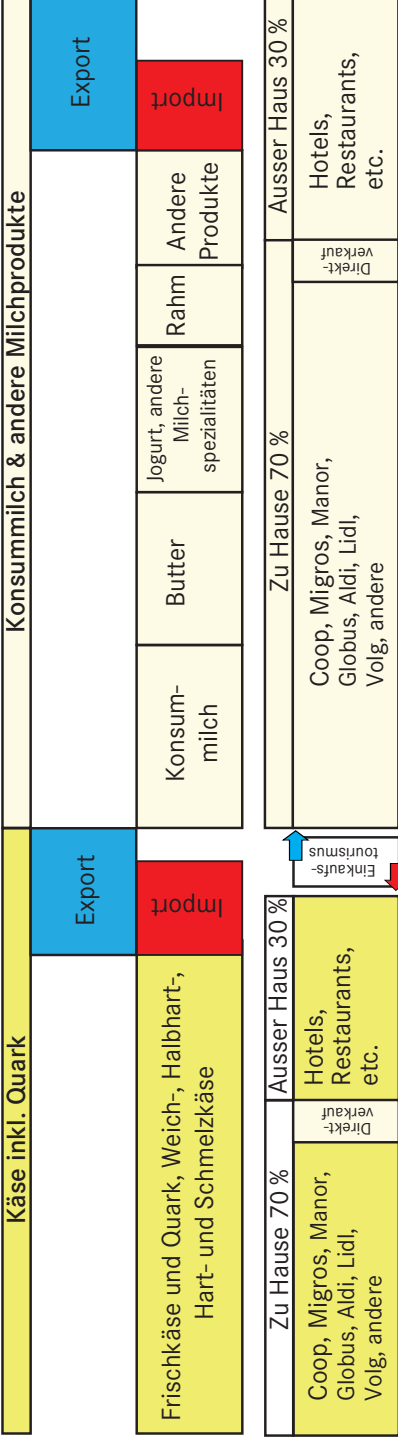 Käse inkl. Quark
Konsummilch & andere Milchprodukte
Export
Export
Frischkäse und Quark, Weich-, Halbhart-,
Hart- und Schmelzkäse
Import
Konsum-
milch
Butter
Jogurt, andere
Milch-
spezialitäten
Rahm
Andere
Produkte
Import
Zu Hause 70 %
Ausser Haus 30 %
Zu Hause 70 %
Ausser Haus 30 %
Coop, Migros, Manor,
Globus, Aldi, Lidl,
Volg, andere
Direkt-
verkauf
Hotels,
Restaurants,
etc.
Einkaufs-
tourismus
Coop, Migros, Manor,
Globus, Aldi, Lidl,
Volg, andere
Direkt-
verkauf
Hotels,
Restaurants,
etc.